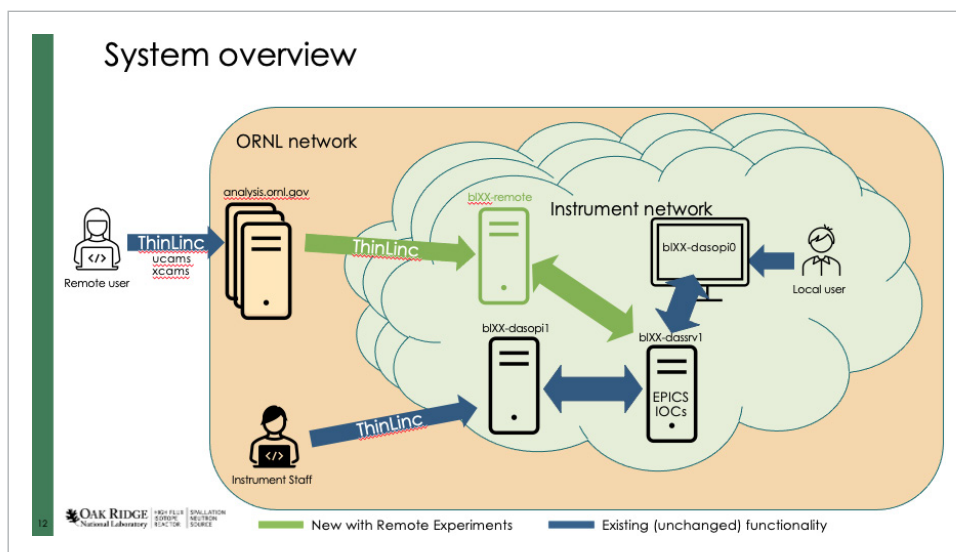 System overview
ORNL network
analysis.ornl.gov
blXX-remote
Instrument network
blXX-dasopi0
ThinLinc
ucams
xcams
Remote user
ThinLinc
Local user
blXX-dasopi1
blXX-dassrv1
EPICS
IOCs
ThinLinc
</>
Instrument Staff
</>
12
OAK RIDGE
National Laboratory
HIGH FLUX
ISOTOPE
REACTOR
SPALLATION
NEUTRON
SOURCE
New with Remote Experiments
Existing (unchanged) functionality